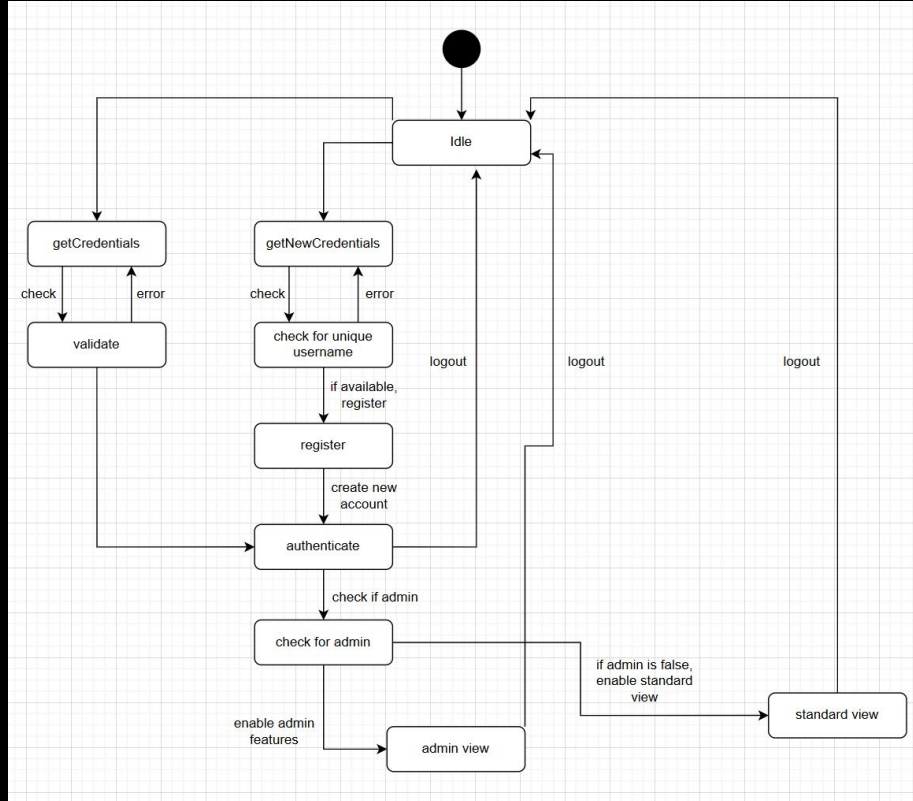 Idle
getCredentials
getNewCredentials
check
error
check
error
validate
check for unique
username
logout
logout
logout
if available,
register
register
create new
account
authenticate
check if admin
check for admin
if admin is false,
enable standard
view
standard view
enable admin
features
admin view